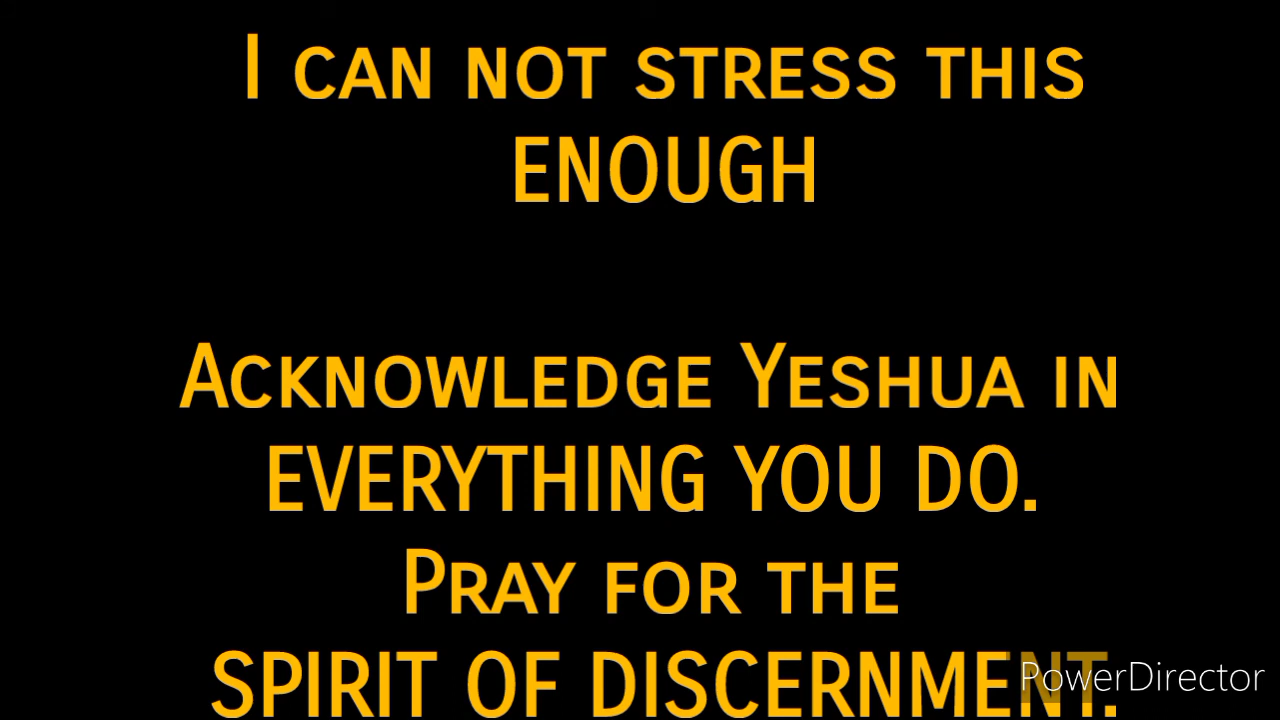 I can not stress this
ENOUGH
Acknowledge Yeshua in
EVERYTHING YOU DO.
Pray for the
SPIRIT OF DISCERNMENT.
PowerDirector